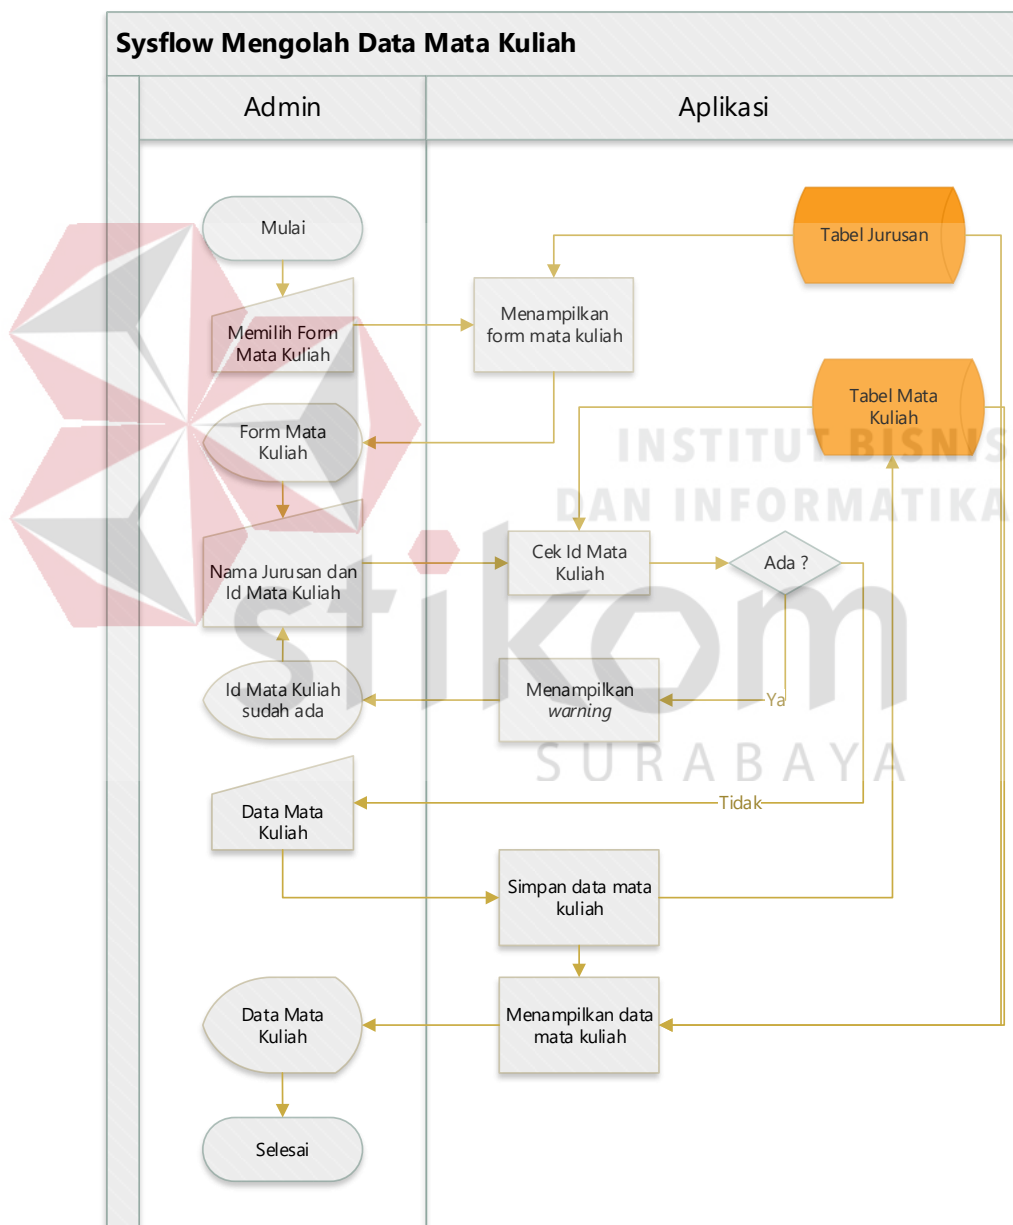 Sysflow Mengolah Data Mata Kuliah
Admin
Aplikasi
Mulai
Tabel Jurusan
Memilih Form
Mata Kuliah
Menampilkan
form mata kuliah
Tabel Mata
Kuliah
Form Mata
Kuliah
INSTITUT BISNIS
DAN INFORMATIKA
Nama Jurusan dan
Id Mata Kuliah
Cek Id Mata
Kuliah
Ada ?
stikom
Id Mata Kuliah
sudah ada
Menampilkan
warning
Ya
SURABAYA
Data Mata
Kuliah
Tidak
Simpan data mata
kuliah
Data Mata
Kuliah
Menampilkan data
mata kuliah
Selesai